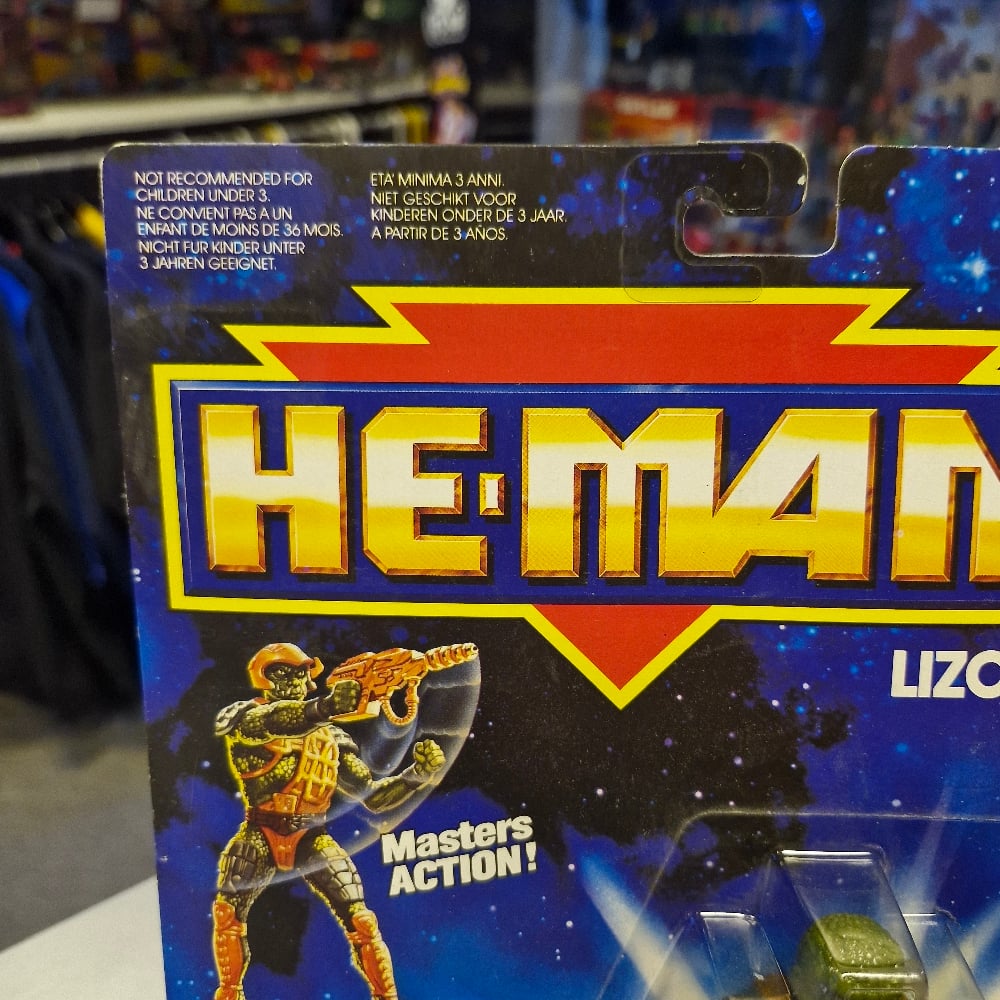 NOT RECOMMENDED FOR
CHILDREN UNDER 3.
NE CONVIENT PAS A UN
ENFANT DE MOINS DE 36 MOIS.
NICHT FUR KINDER UNTER
3 JAHREN GEEIGNET.
ETA' MINIMA 3 ANNI.
NIET GESCHIKT VOOR
KINDEREN ONDER DE 3 JAAR.
A PARTIR DE 3 AÑOS.
HE·MAN
LIZO
Masters
ACTION!